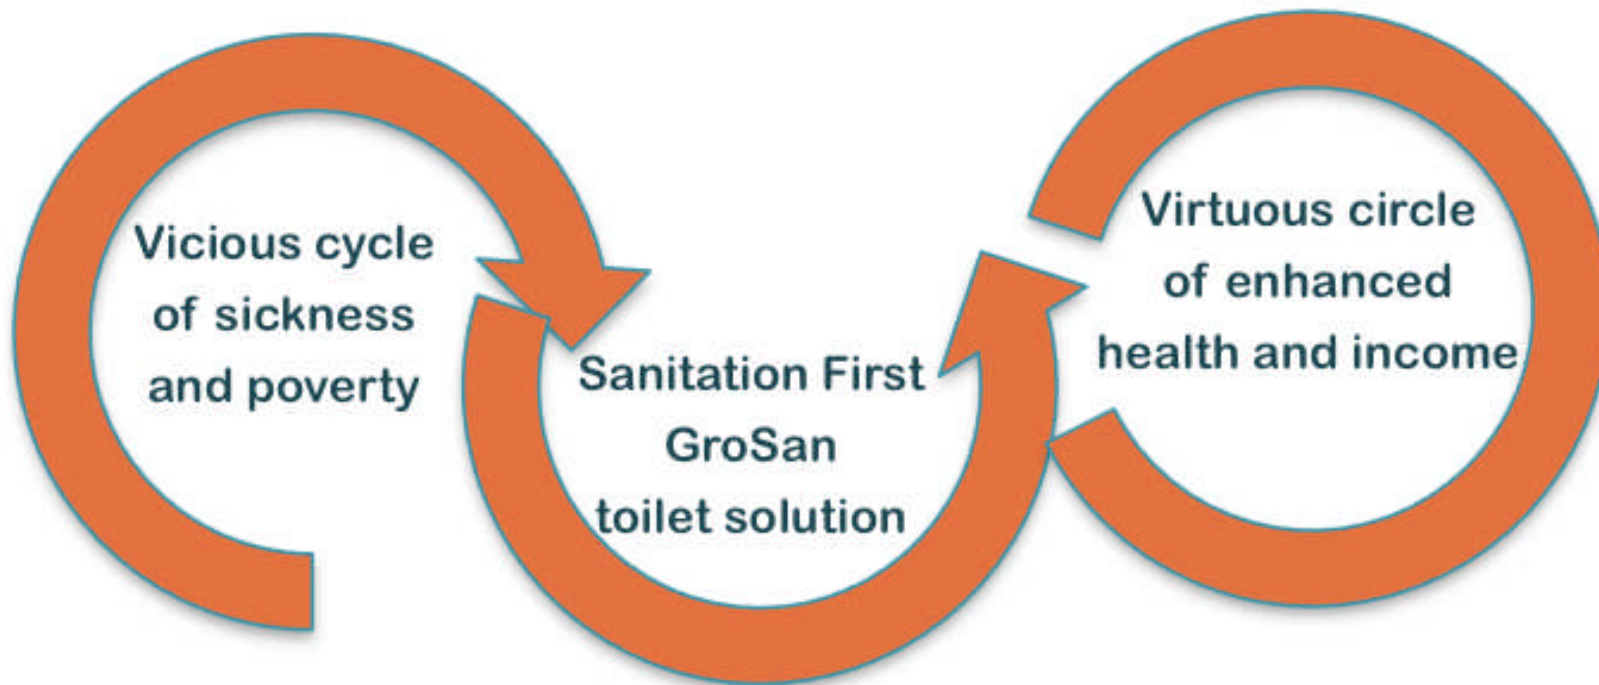 Vicious cycle
of sickness
and poverty
Sanitation First
GroSan
toilet solution
Virtuous circle
of enhanced
health and income